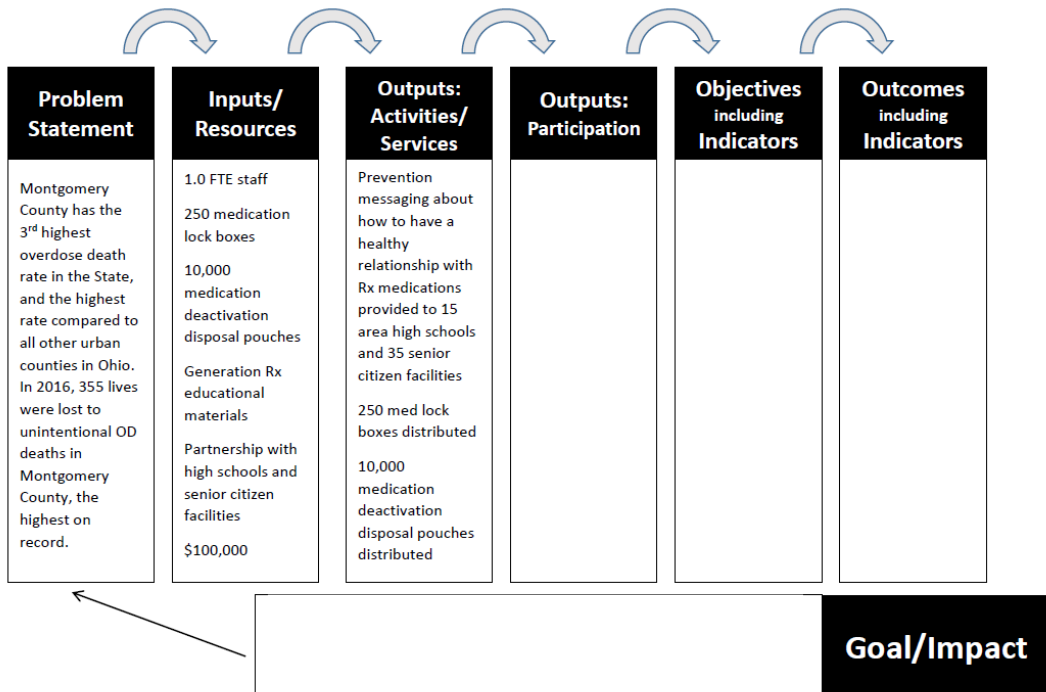 Problem
Statement
Inputs/
Resources
Outputs:
Activities/
Services
Outputs:
Participation
Objectives
including
Indicators
Outcomes
including
Indicators
Montgomery
County has the
3rd highest
overdose death
rate in the State,
and the highest
rate compared to
all other urban
counties in Ohio.
In 2016, 355 lives
were lost to
unintentional OD
deaths in
Montgomery
County, the
highest on
record.
1.0 FTE staff
250 medication
lock boxes
10,000
medication
deactivation
disposal pouches
Generation Rx
educational
materials
Partnership with
high schools and
senior citizen
facilities
$100,000
Prevention
messaging about
how to have a
healthy
relationship with
Rx medications
provided to 15
area high schools
and 35 senior
citizen facilities
250 med lock
boxes distributed
10,000
medication
deactivation
disposal pouches
distributed
Goal/Impact